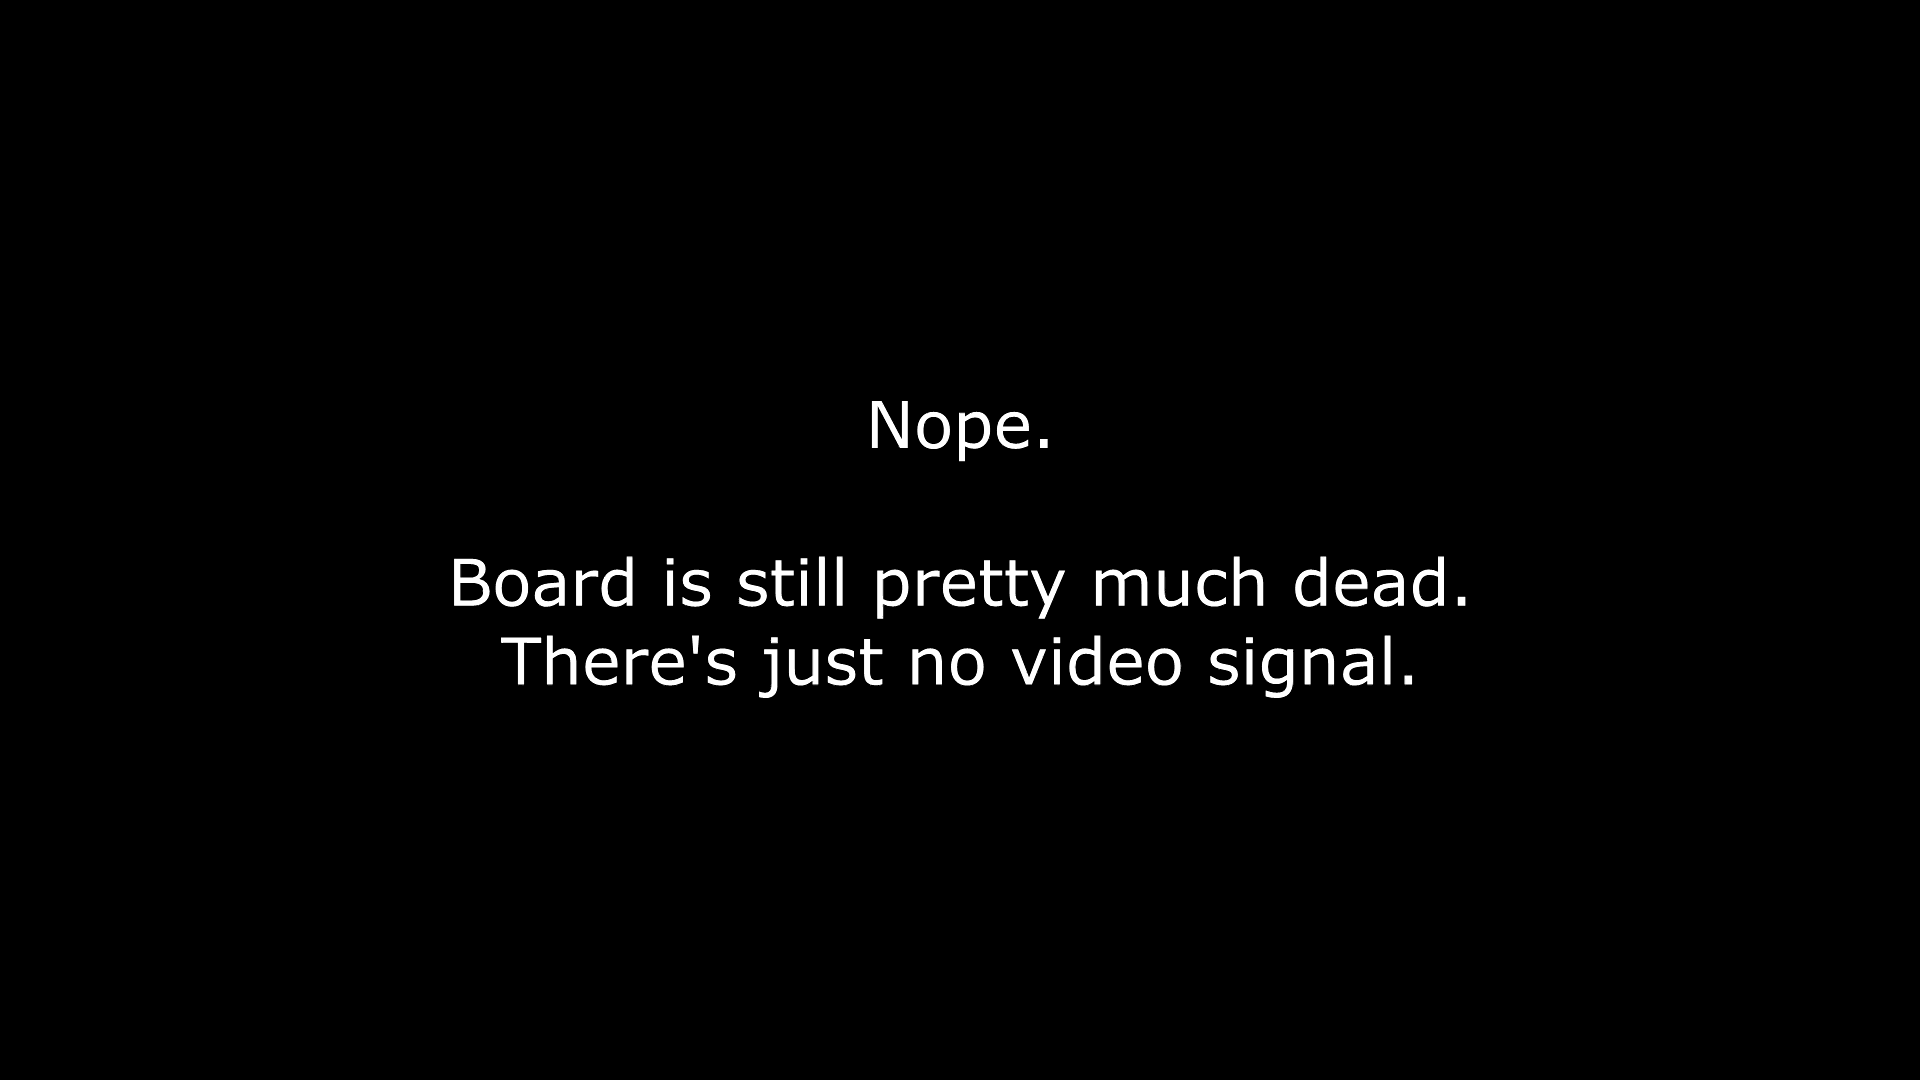 Nope.
Board is still pretty much dead.
There's just no video signal.